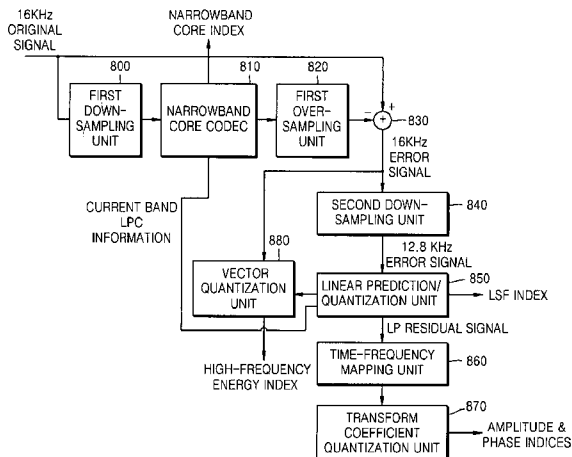 16KHz
ORIGINAL
SIGNAL
NARROWBAND
CORE INDEX
800
810
820
FIRST
DOWN-
SAMPLING
UNIT
NARROWBAND
CORE CODEC
FIRST
OVER-
SAMPLING
UNIT
+
−
+
830
16KHz
ERROR
SIGNAL
CURRENT BAND
LPC
INFORMATION
SECOND DOWN-
SAMPLING UNIT
840
12.8 KHz
ERROR SIGNAL
880
VECTOR
QUANTIZATION
UNIT
850
LINEAR PREDICTION/
QUANTIZATION UNIT
LSF INDEX
LP RESIDUAL SIGNAL
HIGH-FREQUENCY
ENERGY INDEX
TIME-FREQUENCY
MAPPING UNIT
860
870
TRANSFORM
COEFFICIENT
QUANTIZATION UNIT
AMPLITUDE &
PHASE INDICES